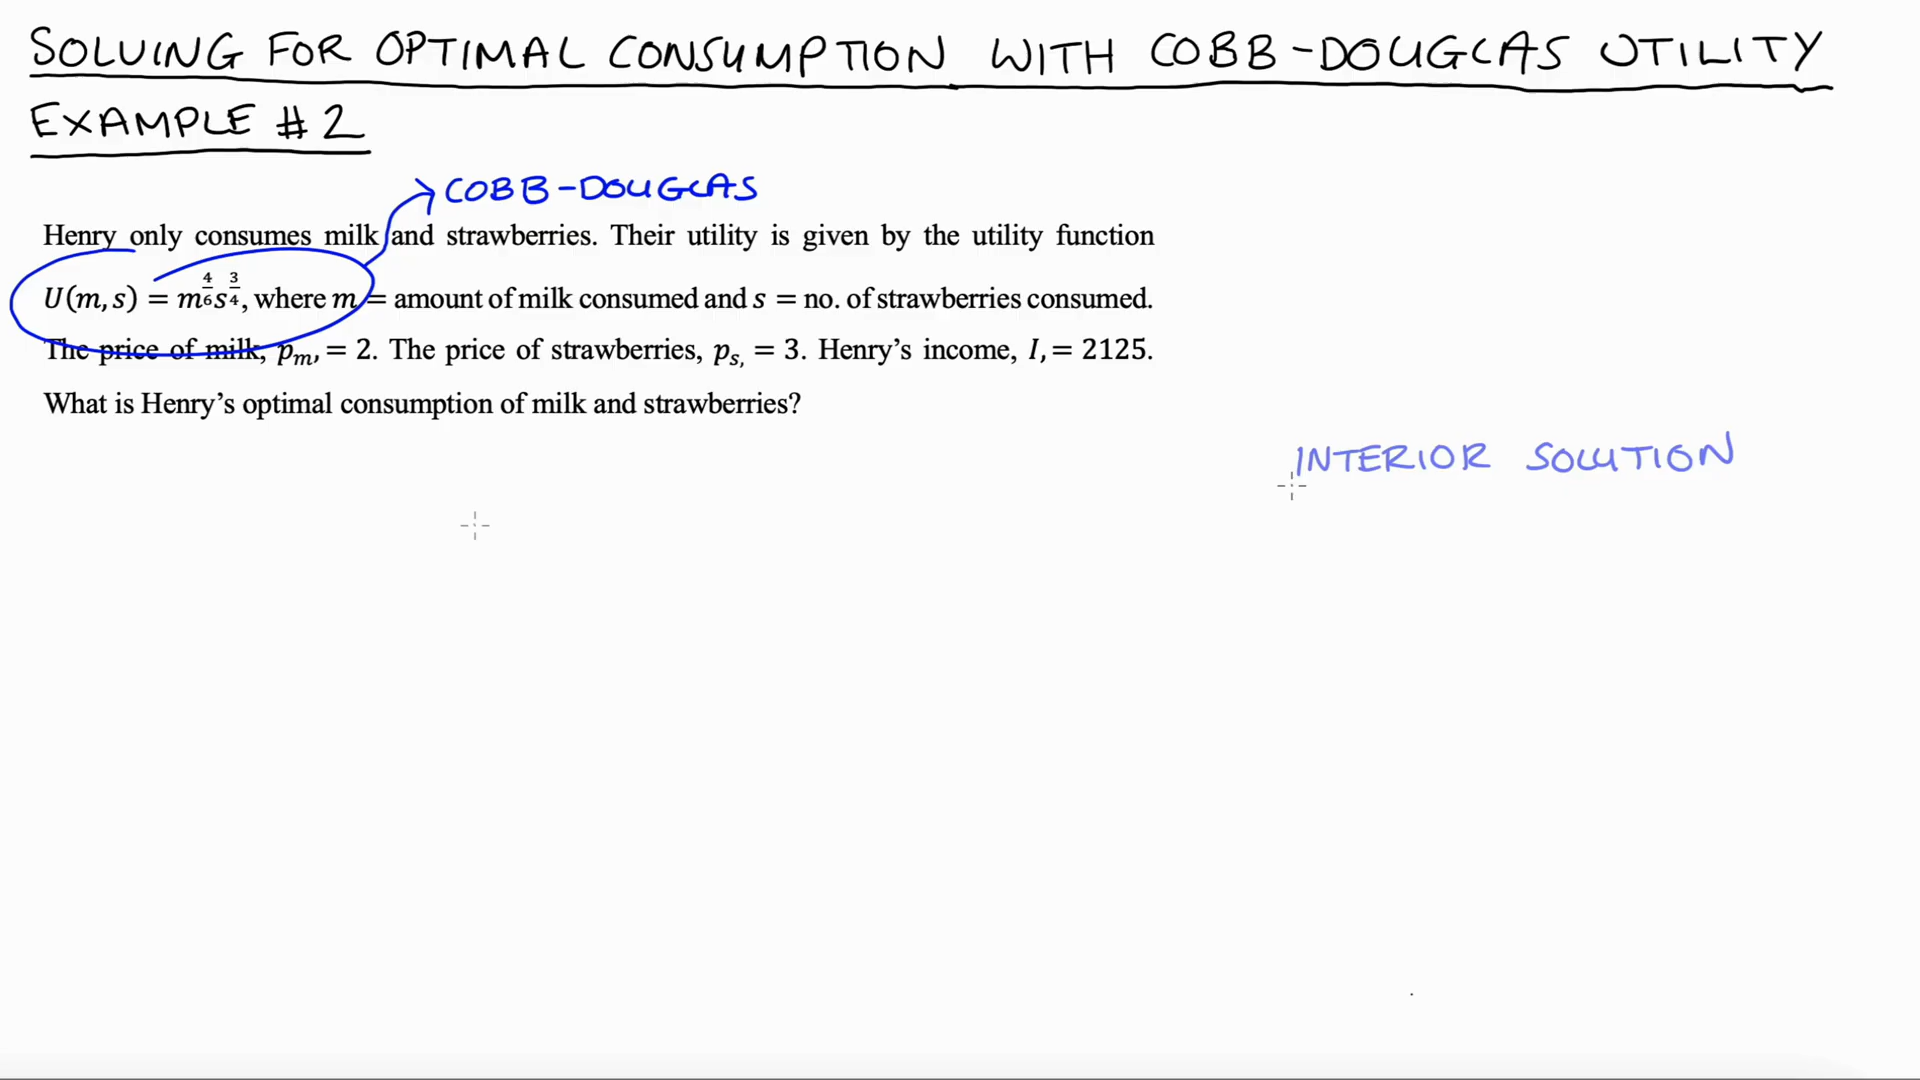 SOLVING FOR OPTIMAL CONSUMPTION WITH COBB-DOUGLAS UTILITY
EXAMPLE #2
COBB-DOUGLAS
Henry only consumes milk and strawberries. Their utility is given by the utility function
U(m, s) = m^{4/6}s^{3/4}, where m = amount of milk consumed and s = no. of strawberries consumed.
The price of milk, p_m, = 2. The price of strawberries, p_s, = 3. Henry’s income, I, = 2125.
What is Henry’s optimal consumption of milk and strawberries?
INTERIOR SOLUTION